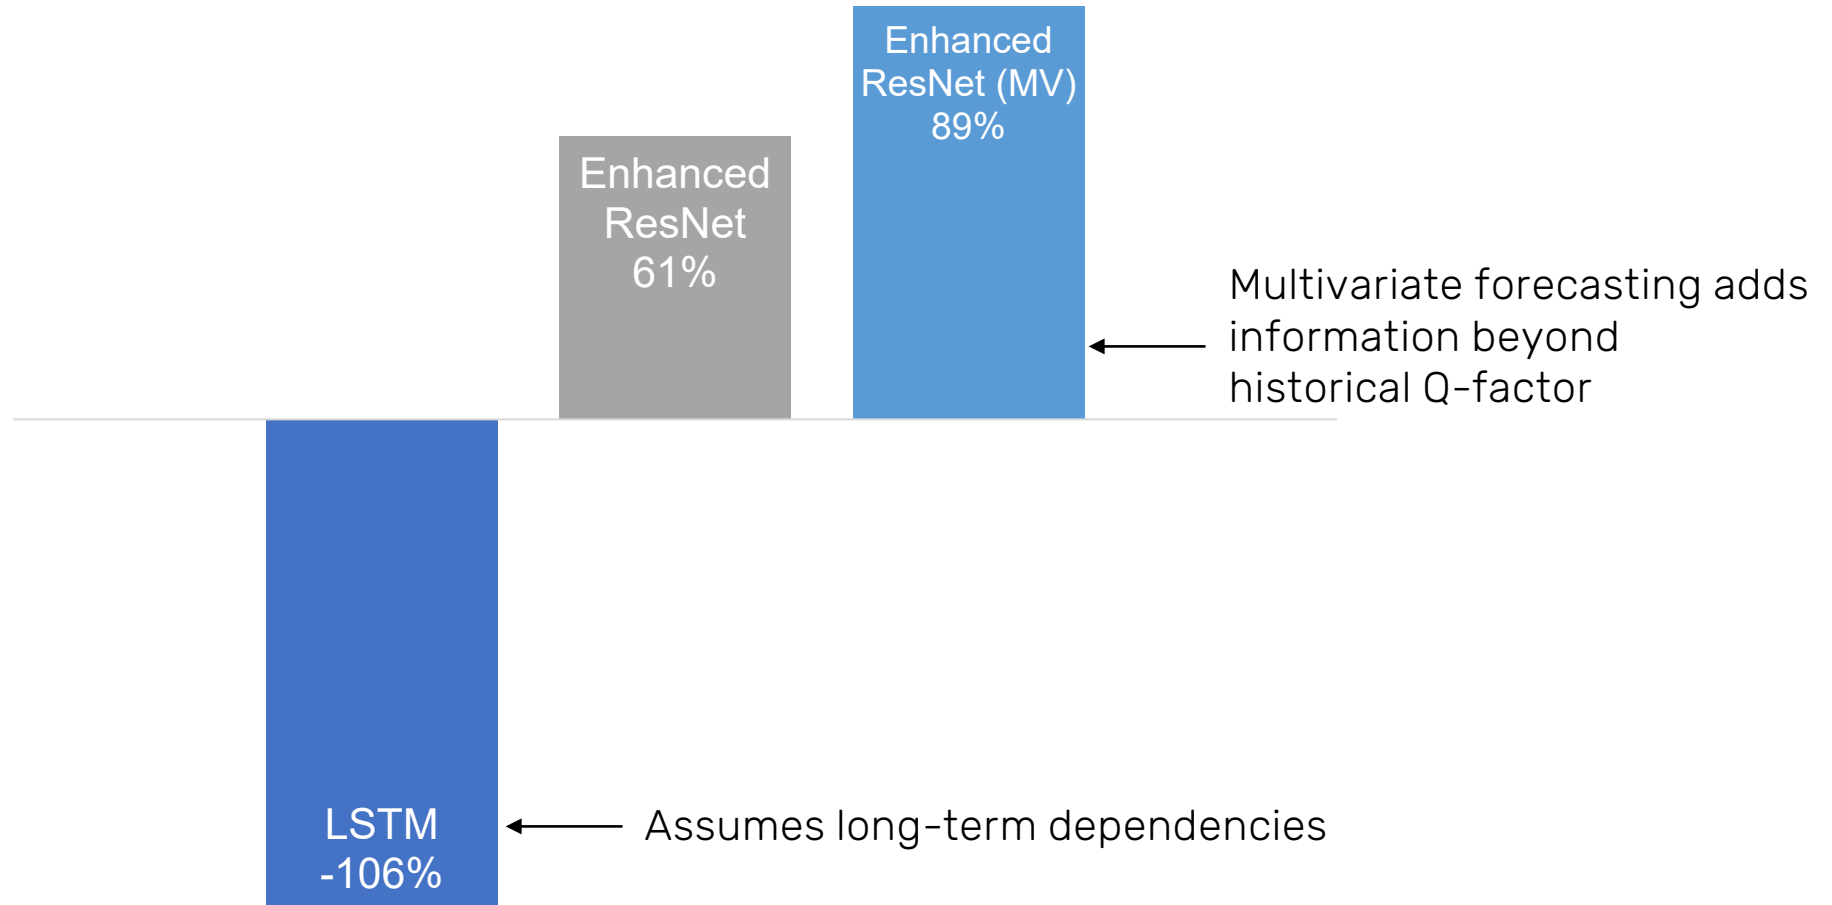 Enhanced
ResNet (MV)
89%
Enhanced
ResNet
61%
Multivariate forecasting adds
information beyond
historical Q-factor
LSTM
-106%
Assumes long-term dependencies